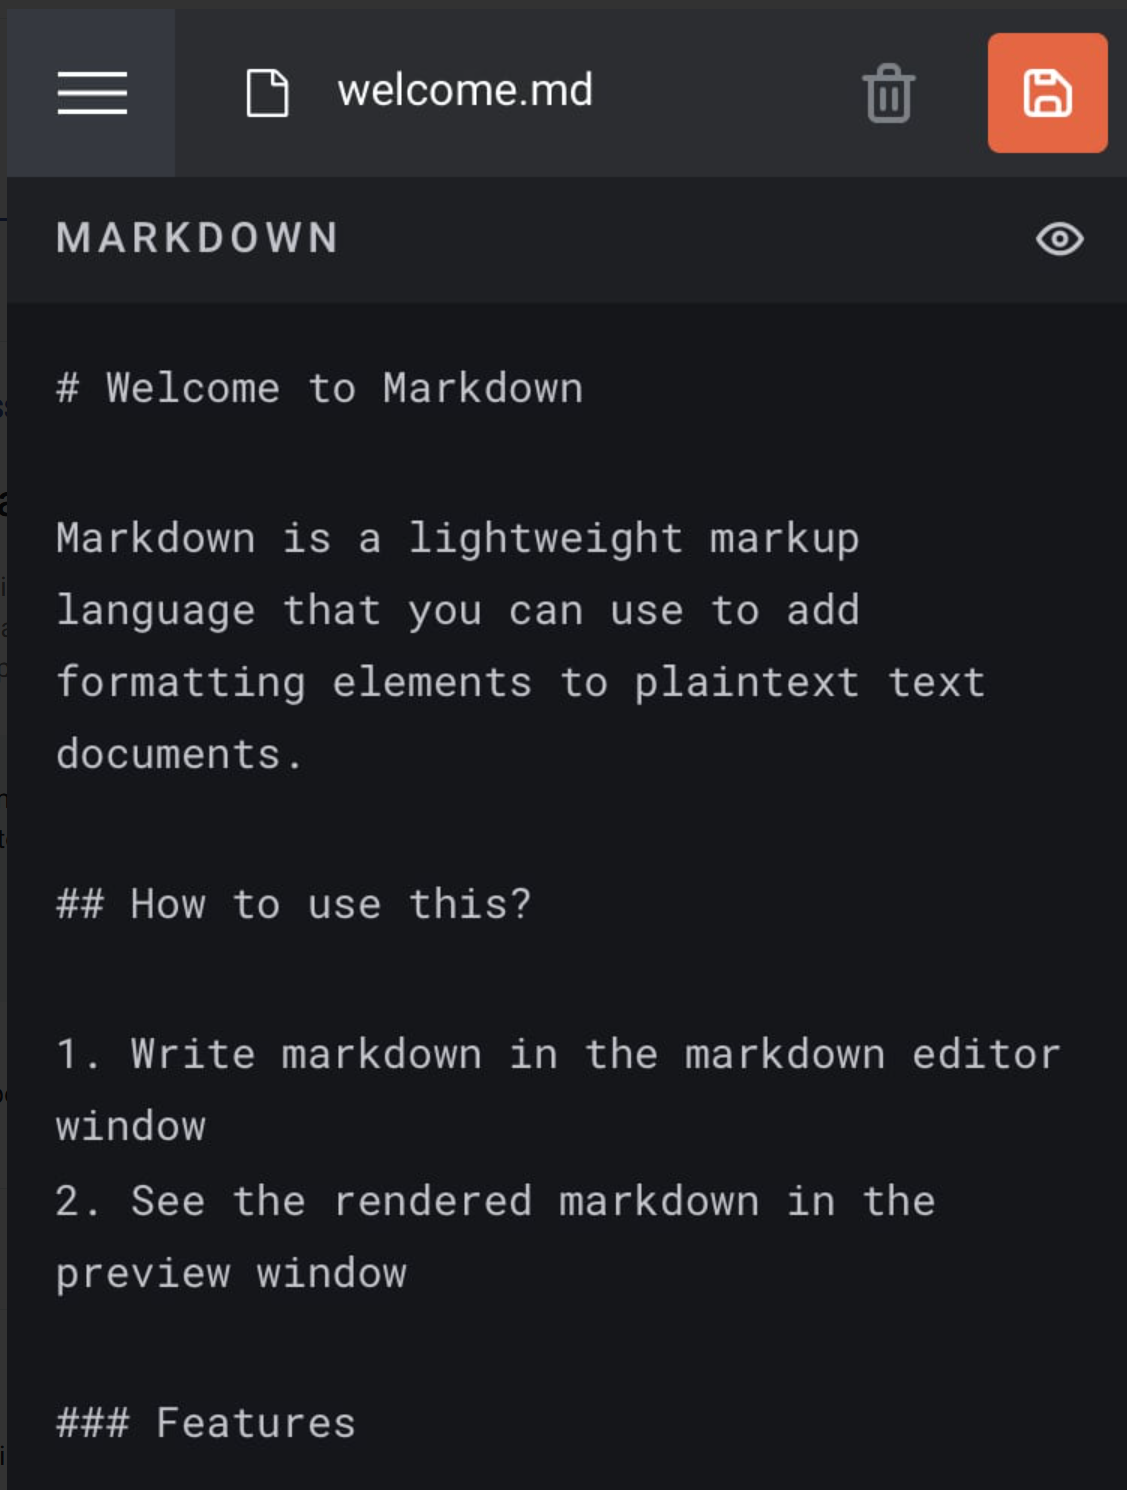 welcome.md
MARKDOWN
# Welcome to Markdown
Markdown is a lightweight markup
language that you can use to add
formatting elements to plaintext text
documents.
## How to use this?
1. Write markdown in the markdown editor
window
2. See the rendered markdown in the
preview window
### Features